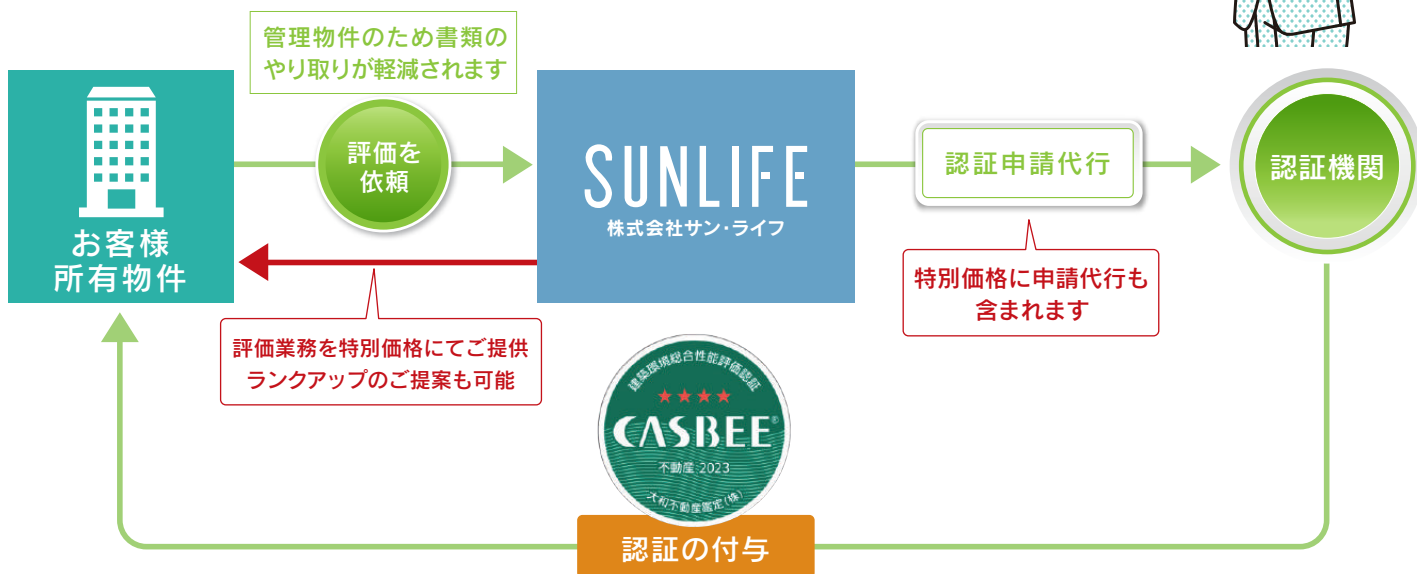 管理物件のため書類の
やり取りが軽減されます
お客様
所有物件
評価を
依頼
SUNLIFE
株式会社サン・ライフ
認証申請代行
認証機関
評価業務を特別価格にてご提供
ランクアップのご提案も可能
特別価格に申請代行も
含まれます
建築環境総合性能評価認証
★★★★
CASBEE®
不動産 2023
大和不動産鑑定(株)
認証の付与